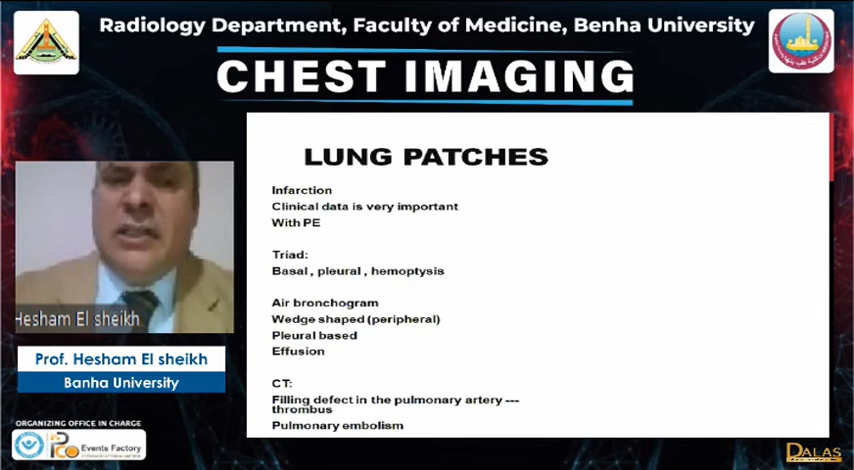 Radiology Department, Faculty of Medicine, Benha University
CHEST IMAGING
LUNG PATCHES
Infarction
Clinical data is very important
With PE
Triad:
Basal , pleural , hemoptysis
Air bronchogram
Wedge shaped (peripheral)
Pleural based
Effusion
CT:
Filling defect in the pulmonary artery ---
thrombus
Pulmonary embolism
Hesham El sheikh
Prof. Hesham El sheikh
Banha University
ORGANIZING OFFICE IN CHARGE
Events Factory
DALAS